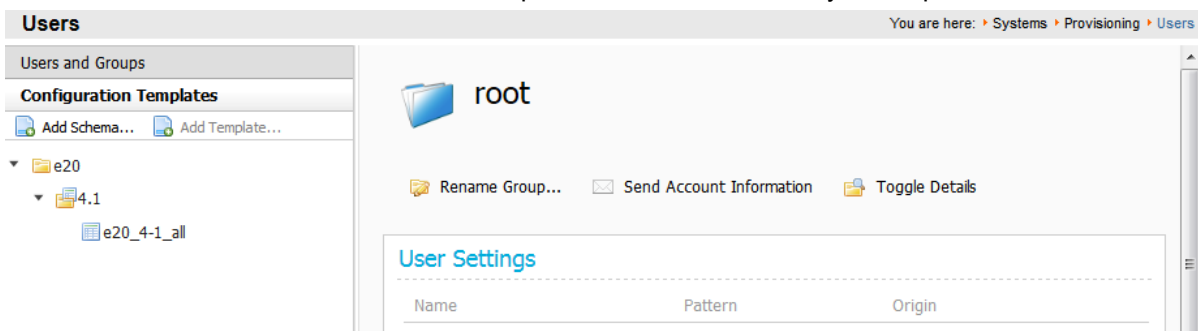 Users
You are here: Systems Provisioning Users
Users and Groups
Configuration Templates
Add Schema... Add Template...
e20
4.1
e20_4-1_all
root
Rename Group... Send Account Information Toggle Details
User Settings
Name Pattern Origin